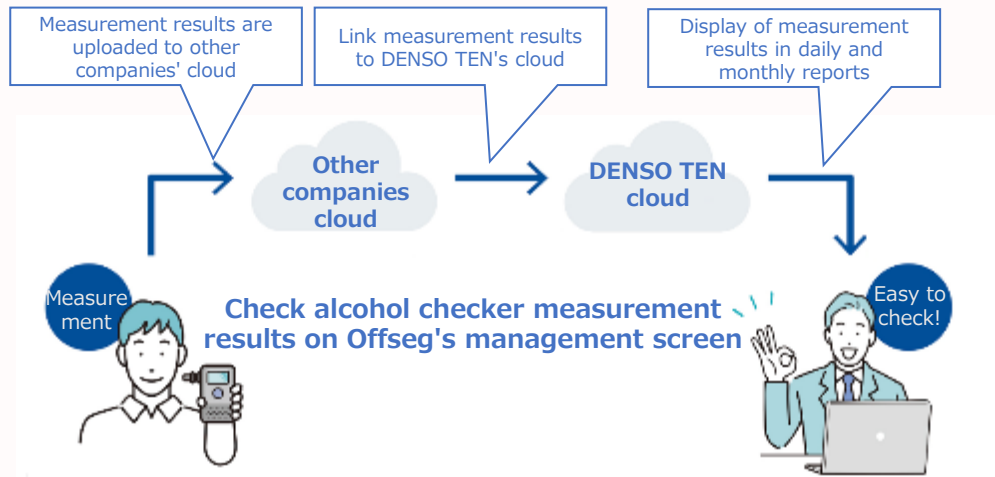 Measurement results are
uploaded to other
companies' cloud
Link measurement results
to DENSO TEN's cloud
Display of measurement
results in daily and
monthly reports
Other
companies
cloud
DENSO TEN
cloud
Measure
ment
Check alcohol checker measurement
results on Offseg's management screen
Easy to
check!